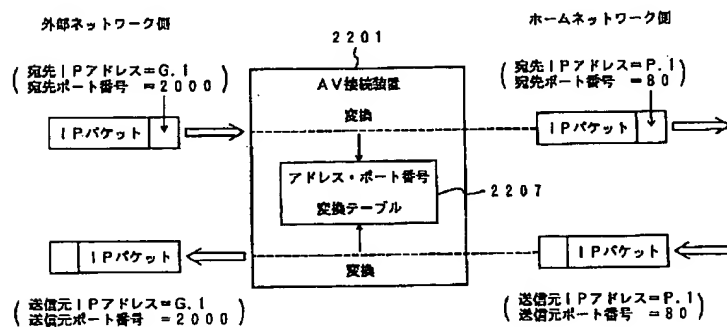 外部ネットワーク側
ホームネットワーク側
2201
(宛先IPアドレス=G.1
宛先ポート番号 =2000)
(宛先IPアドレス=P.1
宛先ポート番号 =80)
AV接続装置
変換
IPパケット
IPパケット
アドレス・ポート番号
変換テーブル
2207
IPパケット
IPパケット
変換
(送信元IPアドレス=G.1
送信元ポート番号 =2000)
(送信元IPアドレス=P.1
送信元ポート番号 =80)